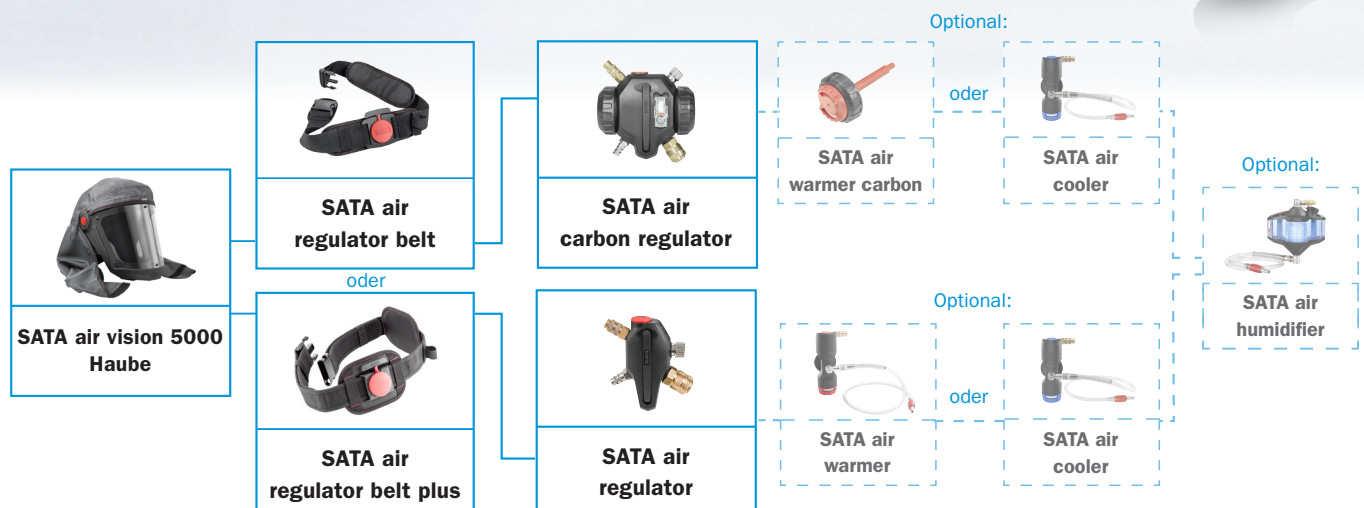 Optional:
SATA air
regulator belt
SATA air
carbon regulator
SATA air
warmer carbon
oder
SATA air
cooler
Optional:
SATA air
humidifier
SATA air vision 5000
Haube
oder
SATA air
regulator belt plus
SATA air
regulator
Optional:
SATA air
warmer
oder
SATA air
cooler